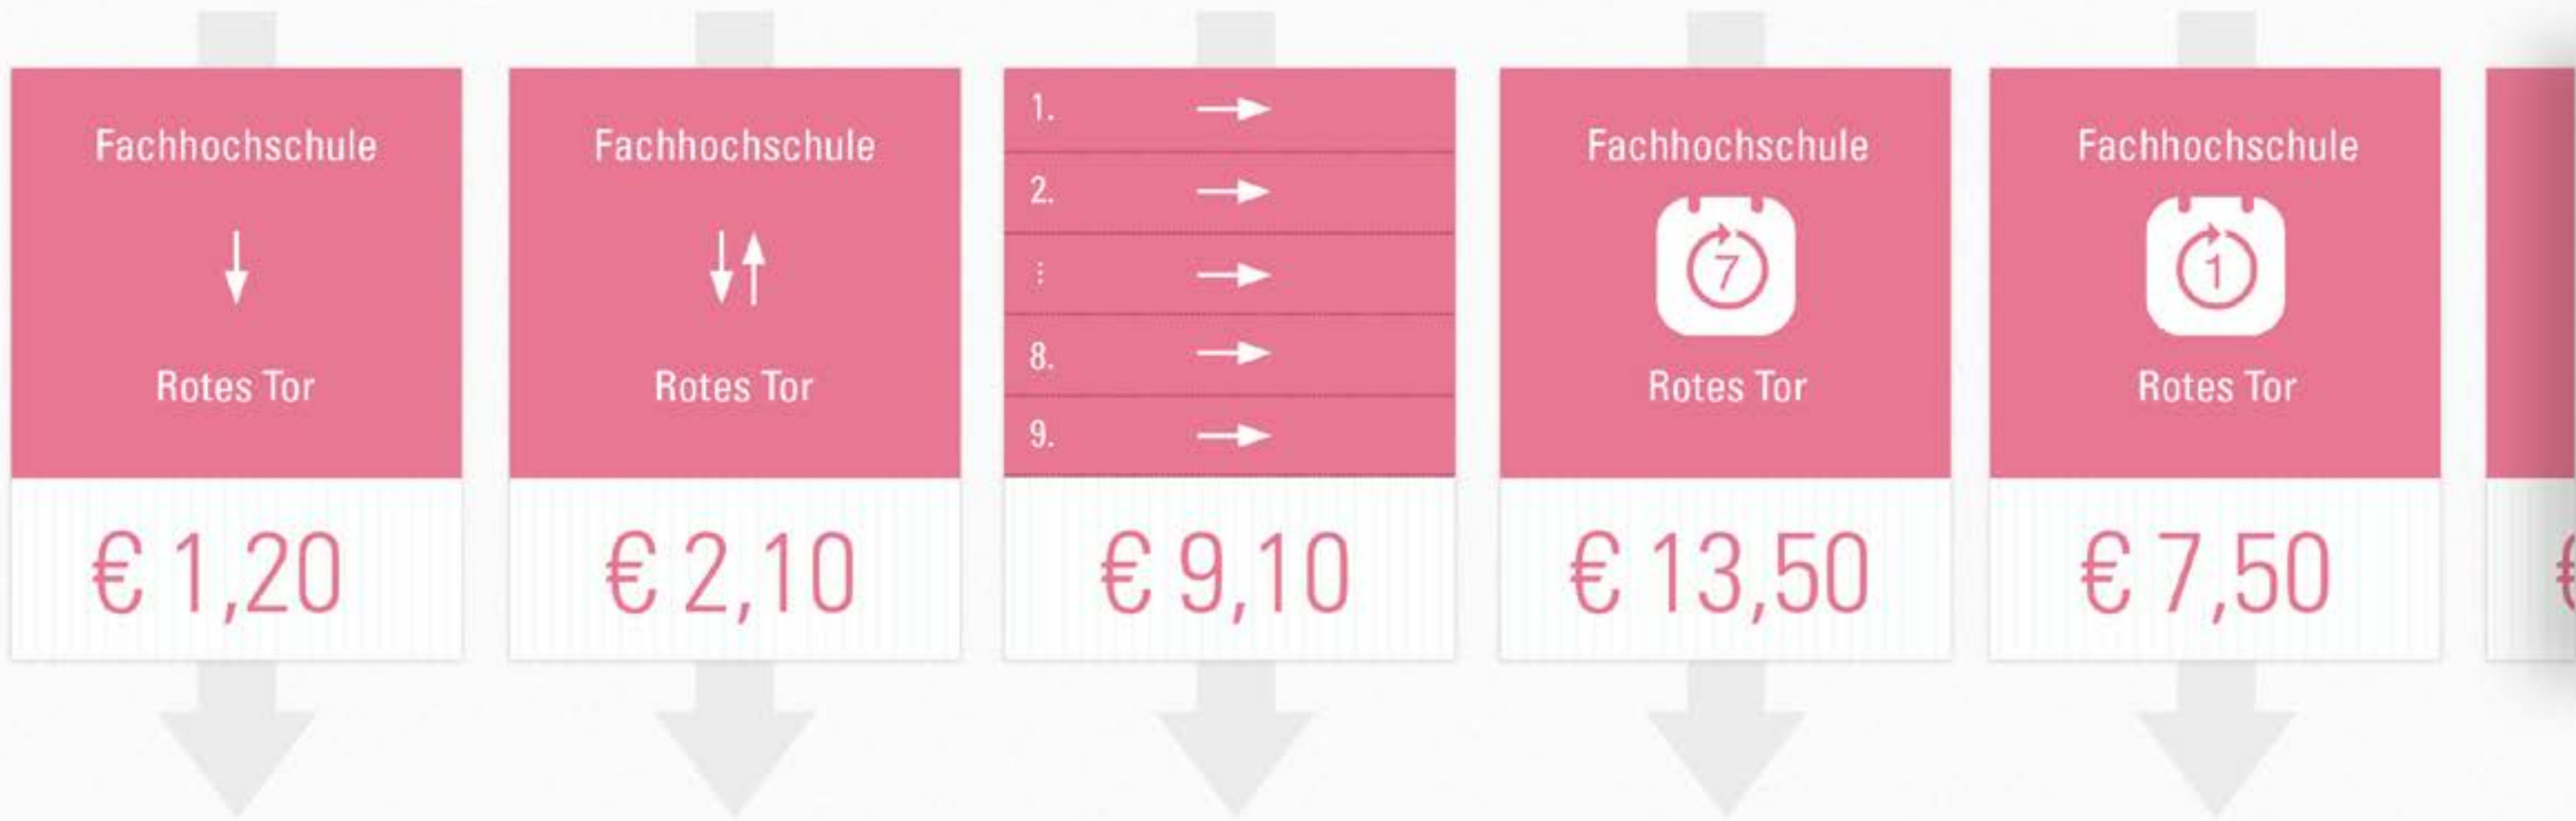 Fachhochschule
Rotes Tor
€ 1,20
Fachhochschule
Rotes Tor
€ 2,10
1.
2.
⋮
8.
9.
€ 9,10
Fachhochschule
7
Rotes Tor
€ 13,50
Fachhochschule
1
Rotes Tor
€ 7,50
€